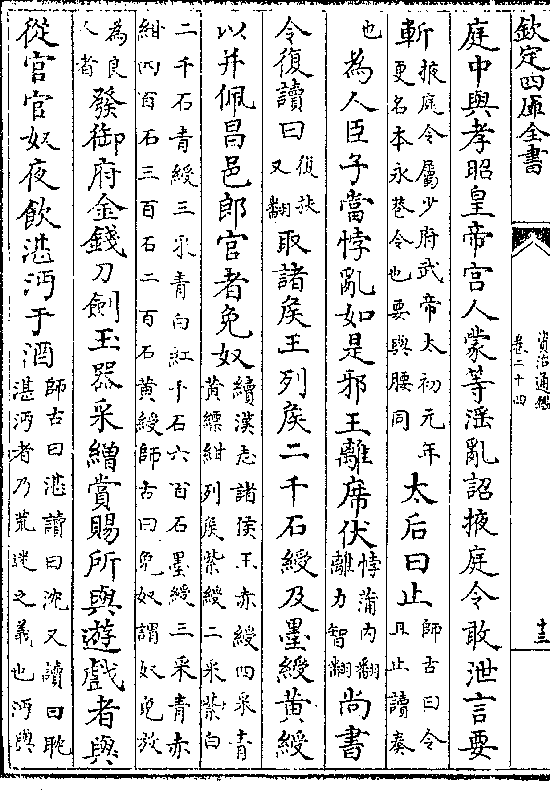 欽定四庫全書
資治通鑑
卷二十四
十三
庭中與孝昭皇帝宮人蒙等淫亂詔掖庭令敢泄言要
斬掖庭令屬少府武帝太初元年更名本永巷令也要與腰同太后曰止師古曰令且止讀奏
也為人臣子當悖亂如是邪王離席伏悖蒲內翻離力智翻尚書
令復讀曰復扶又翻取諸侯王列侯二千石綬及墨綬黃綬
以并佩昌邑郎官者免奴續漢志諸侯王赤綬四采青黃縹紺列侯紫綬二采紫白
二千石青綬三采青白紅千石六百石墨綬三采青赤紺四百石三百石二百石黃綬師古曰免奴謂奴免放
為良人者發御府金錢刀劍玉器采繒賞賜所與遊戲者與
從官官奴夜飲湛沔于酒師古曰湛讀曰沈又讀曰耽湛沔者乃荒迷之義也沔與